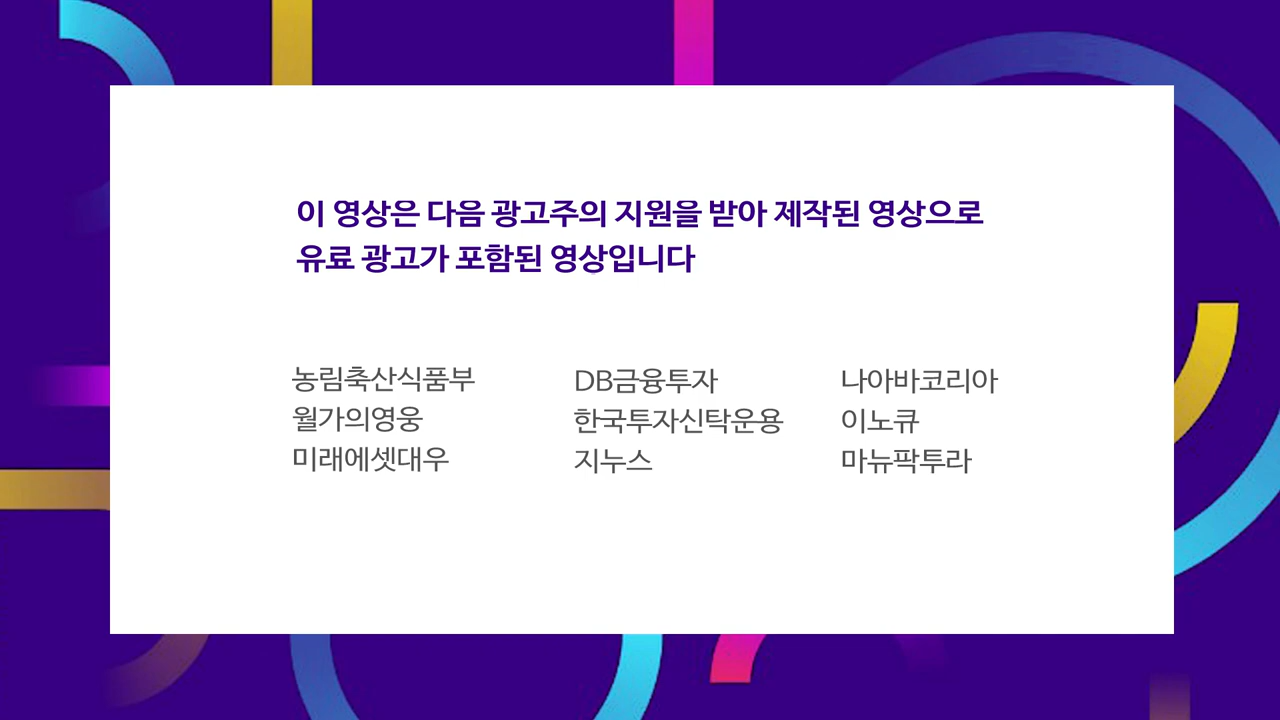 이 영상은 다음 광고주의 지원을 받아 제작된 영상으로
유료 광고가 포함된 영상입니다
농림축산식품부
월가의영웅
미래에셋대우
DB금융투자
한국투자신탁운용
지누스
나아바코리아
이노큐
마뉴팍투라